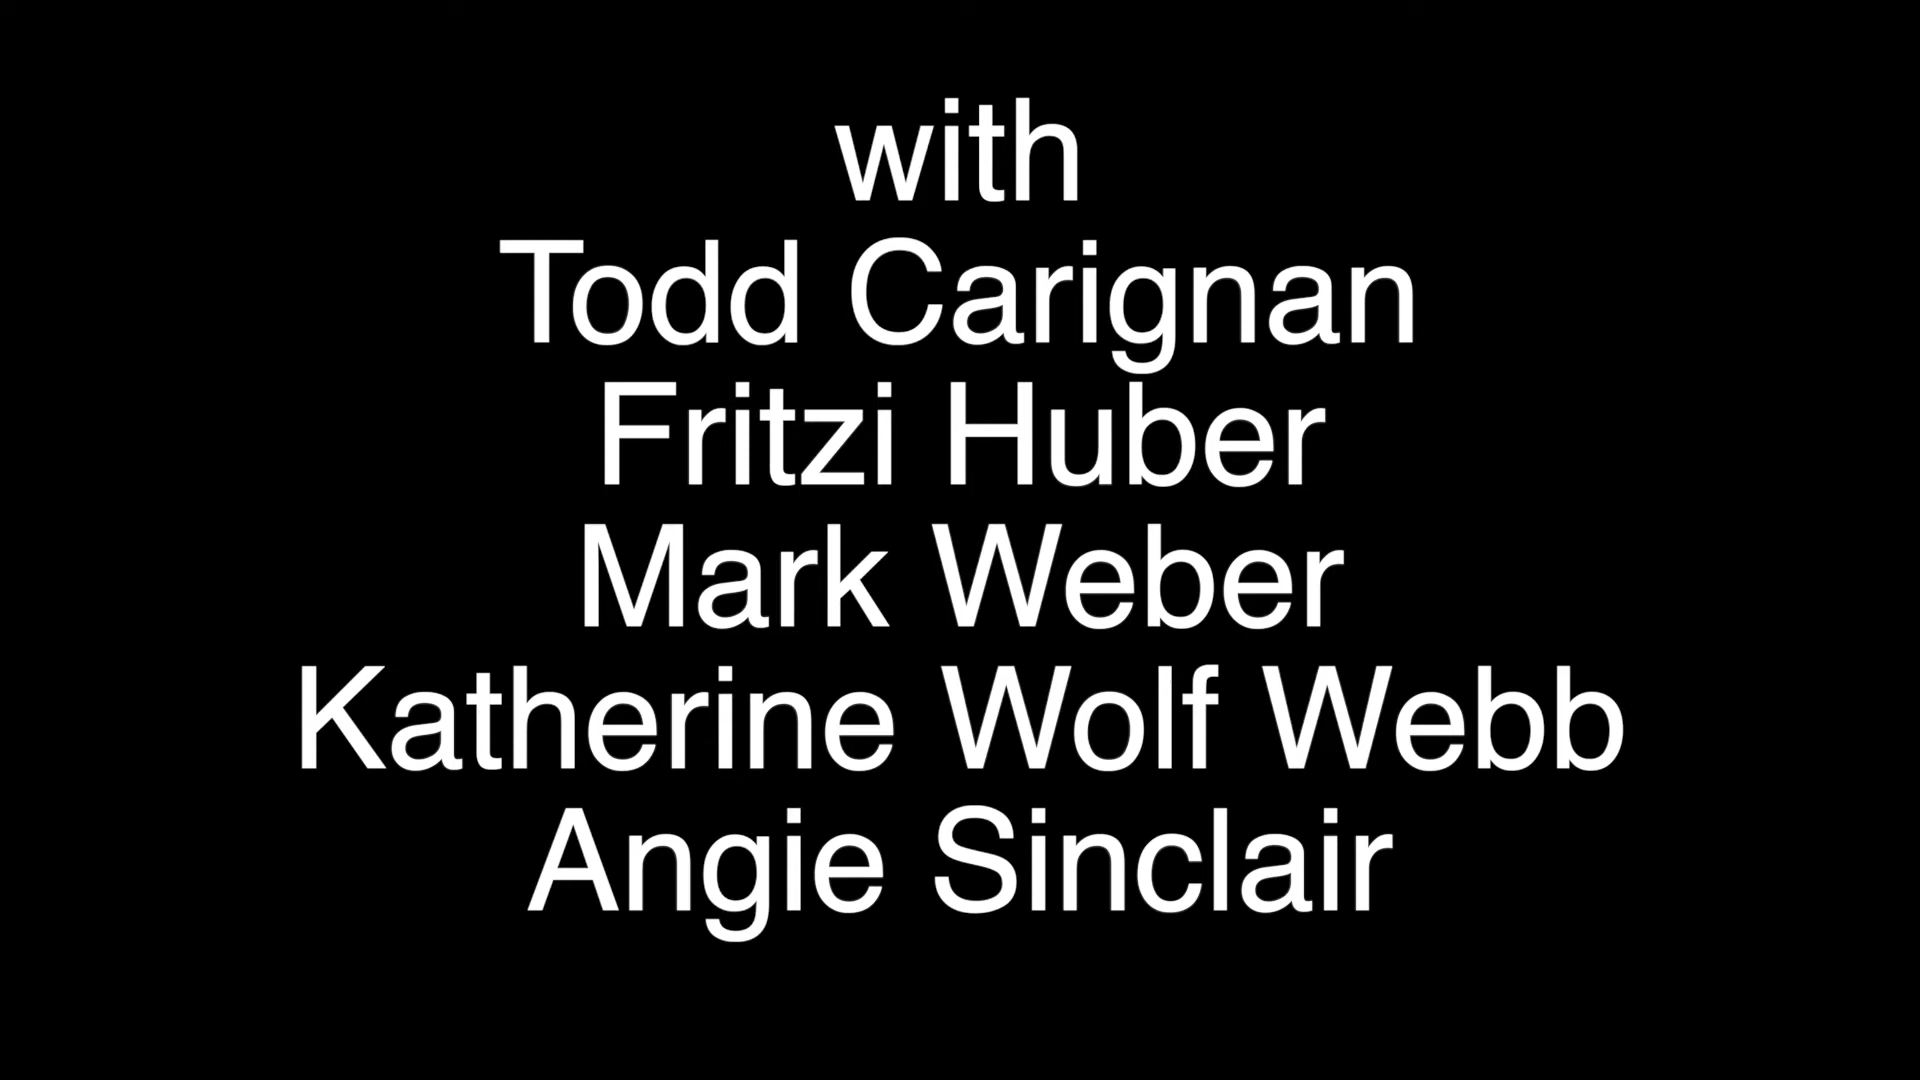 with
Todd Carignan
Fritzi Huber
Mark Weber
Katherine Wolf Webb
Angie Sinclair